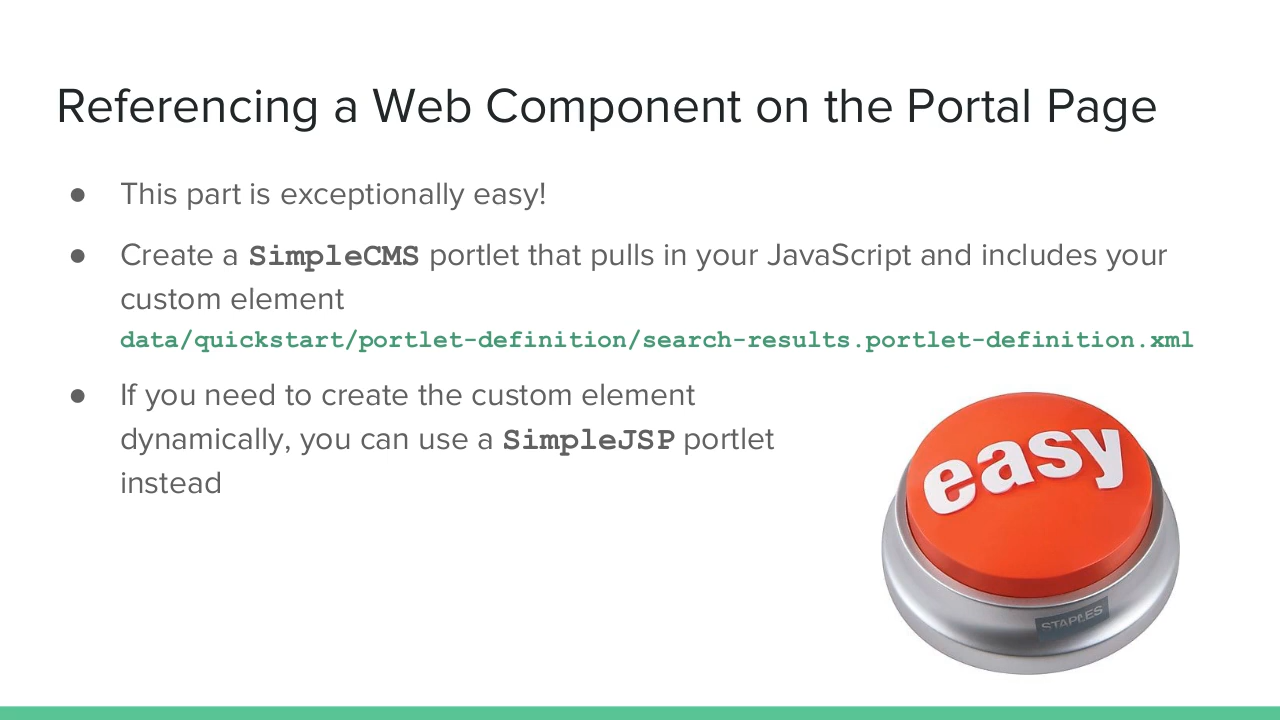 Referencing a Web Component on the Portal Page
● This part is exceptionally easy!
● Create a SimpleCMS portlet that pulls in your JavaScript and includes your
custom element
data/quickstart/portlet-definition/search-results.portlet-definition.xml
● If you need to create the custom element
dynamically, you can use a SimpleJSP portlet
instead
easy
STAPLES